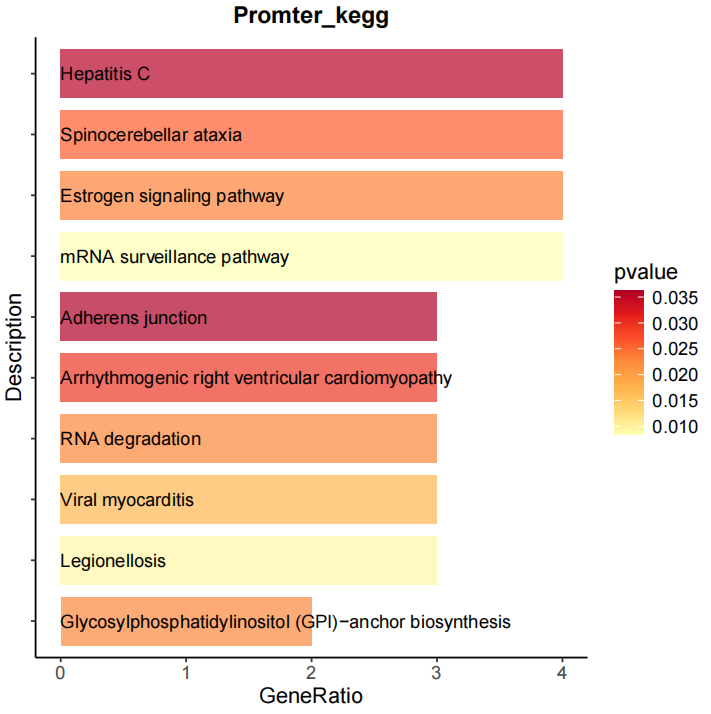 Promter_kegg
Description
Hepatitis C
Spinocerebellar ataxia
Estrogen signaling pathway
mRNA surveillance pathway
Adherens junction
Arrhythmogenic right ventricular cardiomyopathy
RNA degradation
Viral myocarditis
Legionellosis
Glycosylphosphatidylinositol (GPI)−anchor biosynthesis
0 1 2 3 4
GeneRatio
pvalue
0.035
0.030
0.025
0.020
0.015
0.010